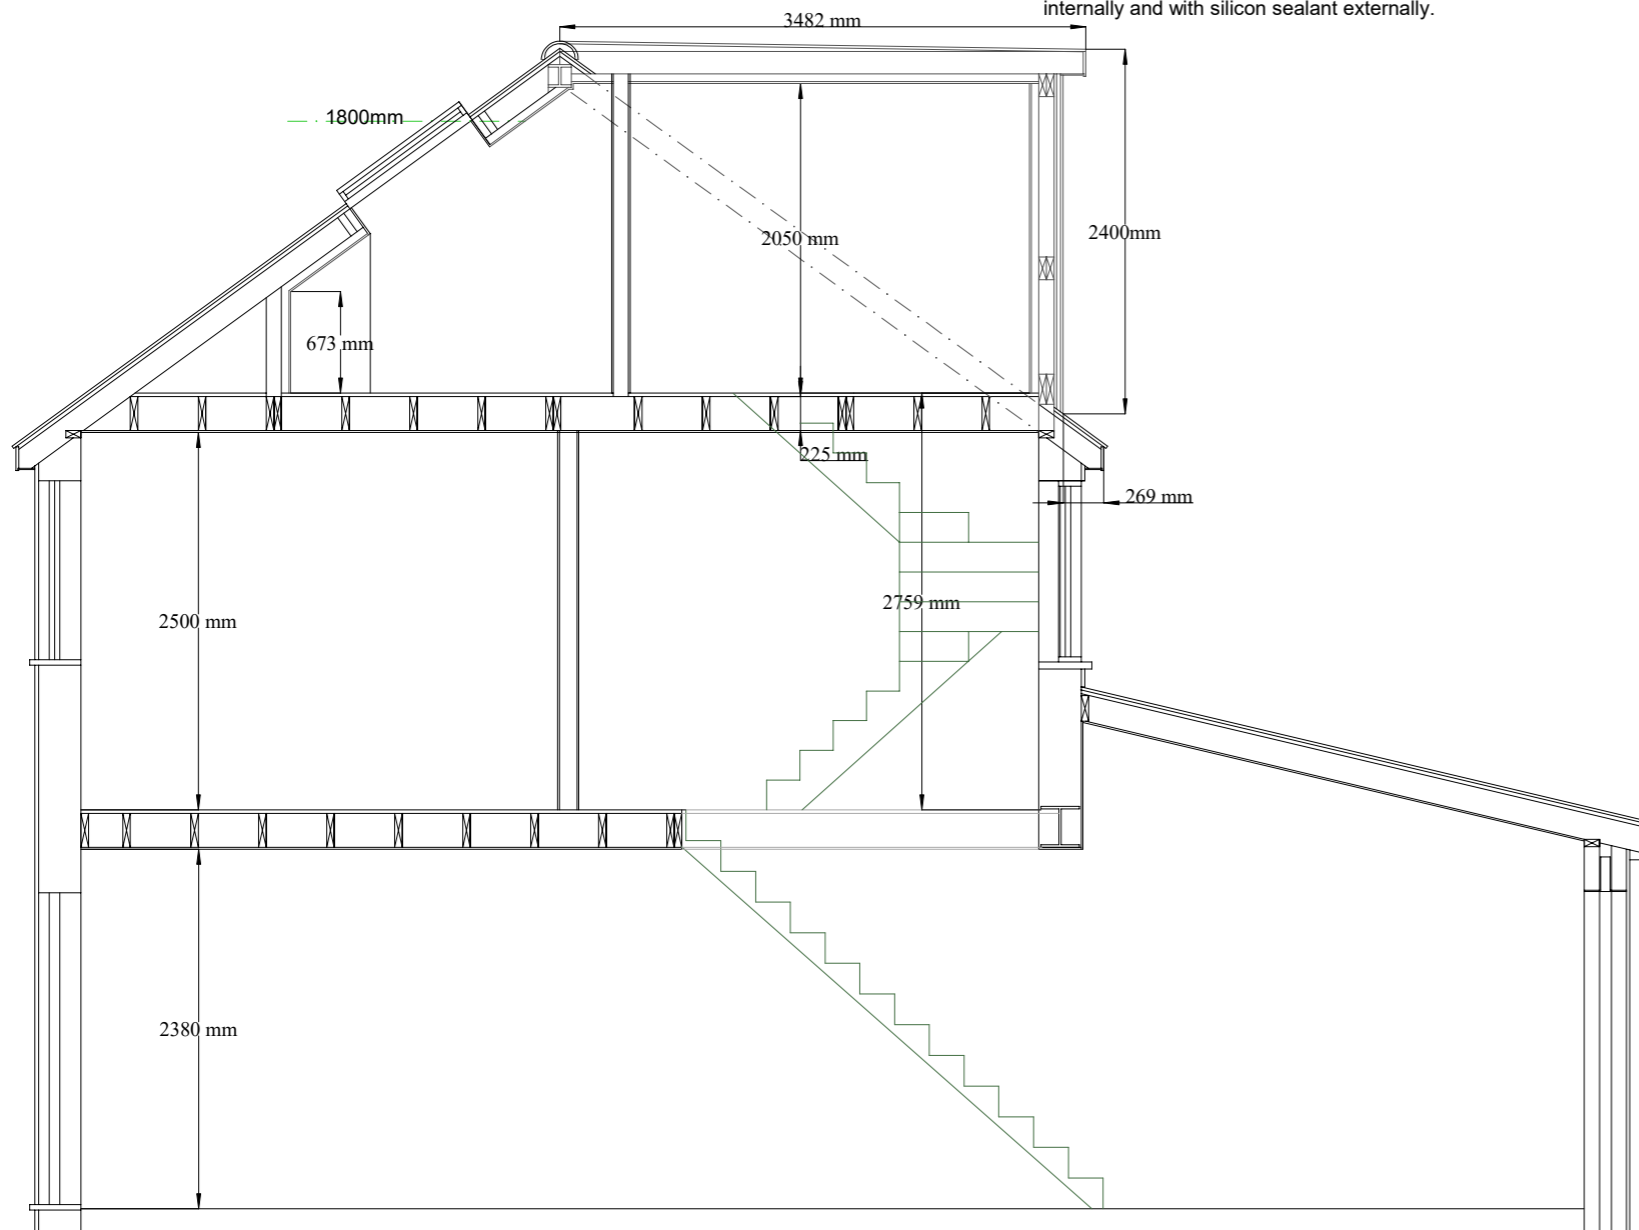 internally and with silicon sealant externally.
3482 mm
1800mm
2050 mm
2400mm
673 mm
225 mm
269 mm
2759 mm
2500 mm
2380 mm